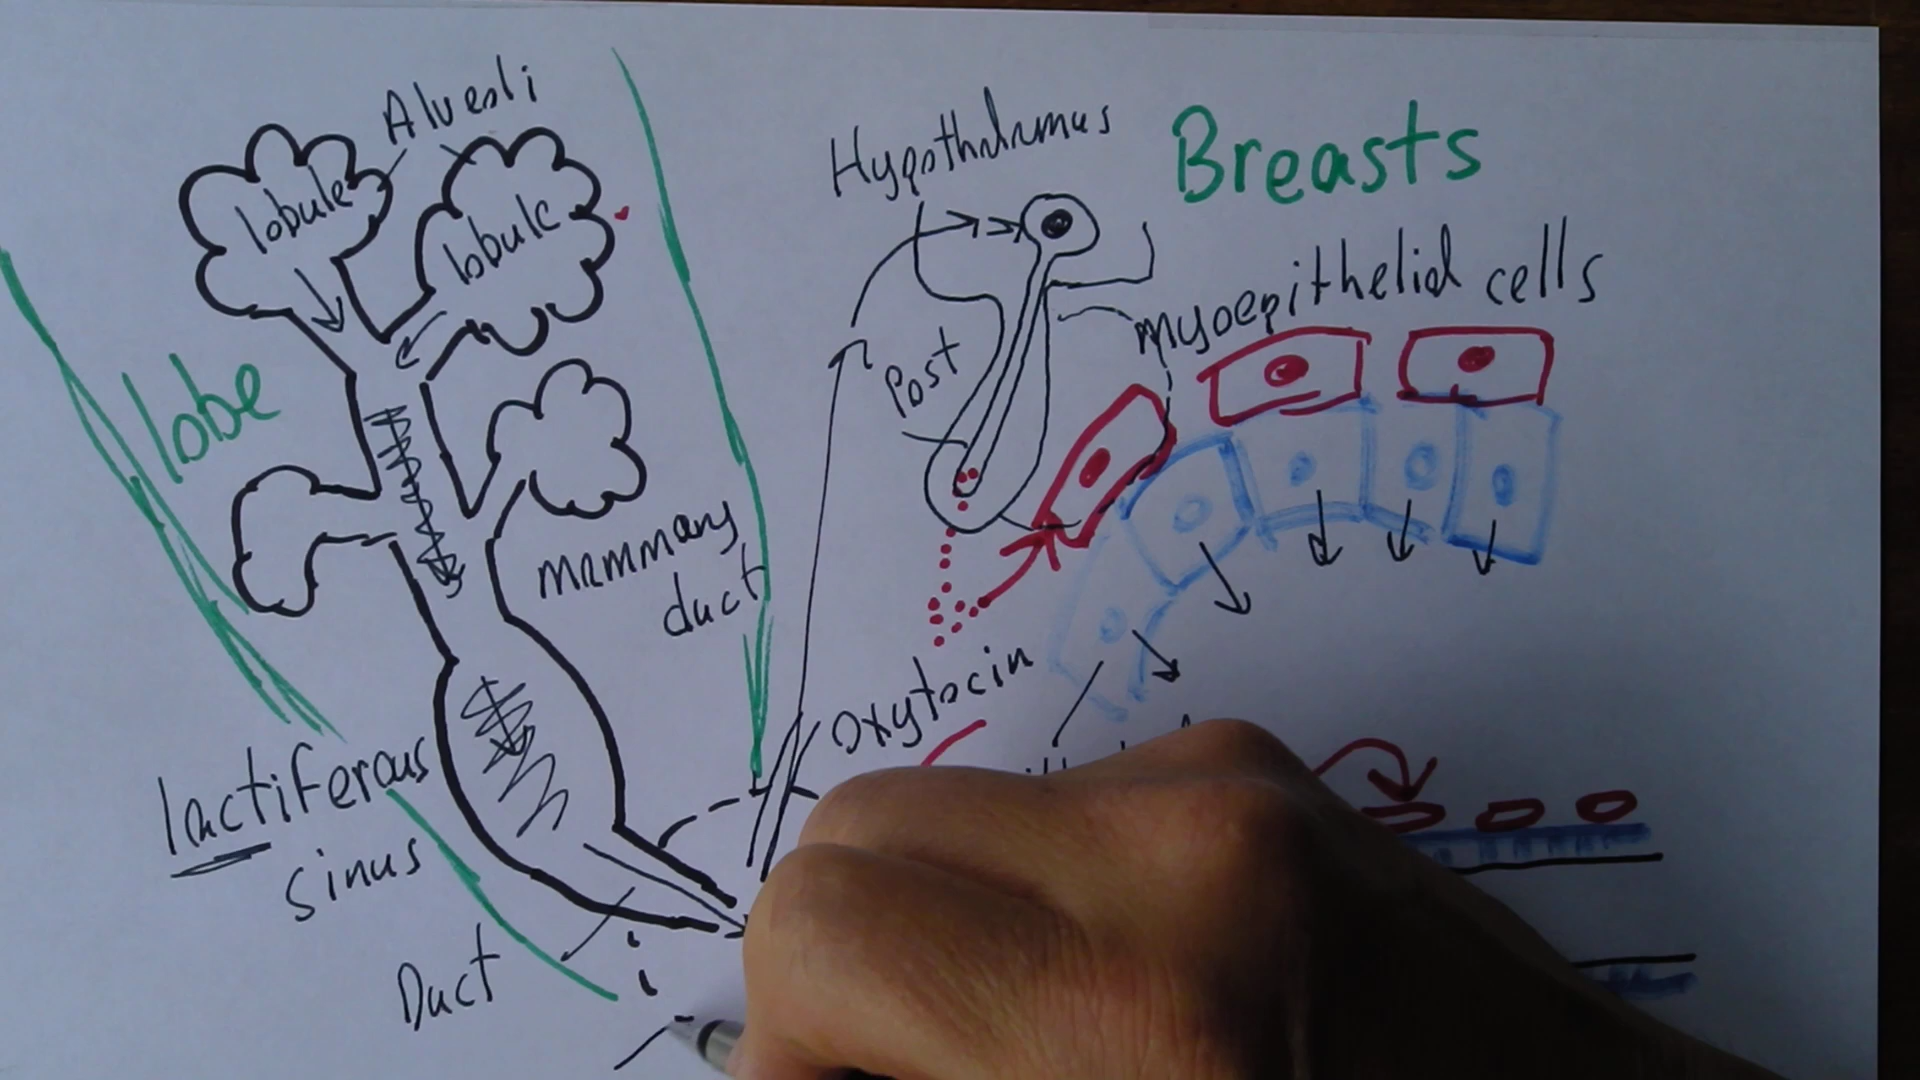 Alveoli
lobule
lobule
lobe
mammary
duct
lactiferous
sinus
Duct
Hypothalamus
Breasts
myoepithelial cells
Post
oxytocin